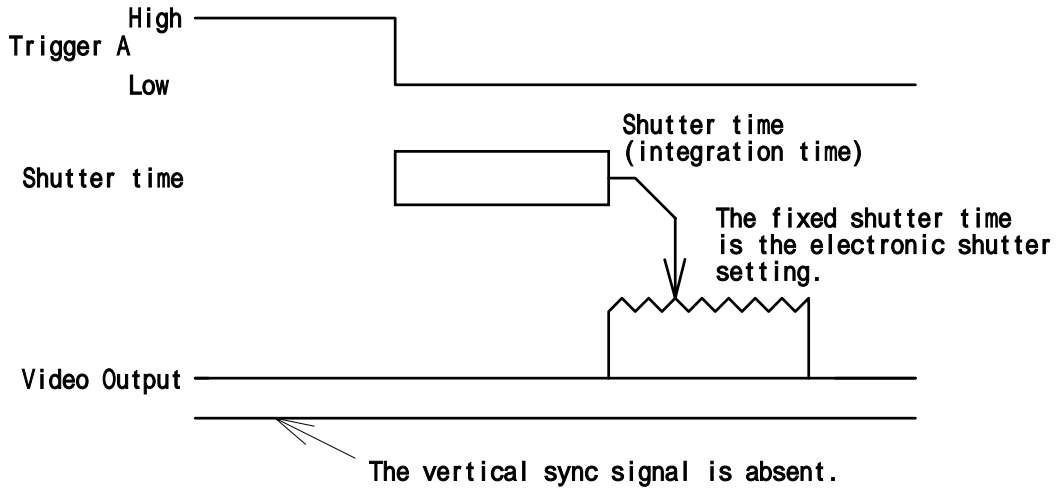 High
Trigger A
Low
Shutter time
(integration time)
Shutter time
The fixed shutter time
is the electronic shutter
setting.
Video Output
The vertical sync signal is absent.